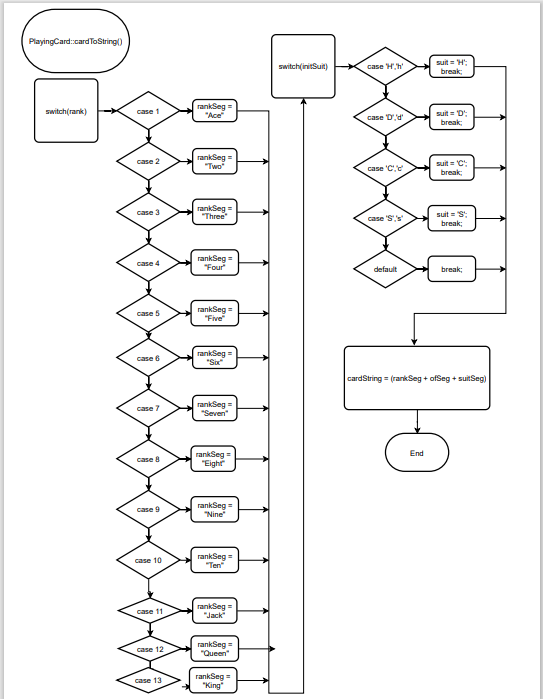 PlayingCard::cardToString()
switch(rank)
case 1
rankSeg =
"Ace"
case 2
rankSeg =
"Two"
case 3
rankSeg =
"Three"
case 4
rankSeg =
"Four"
case 5
rankSeg =
"Five"
case 6
rankSeg =
"Six"
case 7
rankSeg =
"Seven"
case 8
rankSeg =
"Eight"
case 9
rankSeg =
"Nine"
case 10
rankSeg =
"Ten"
case 11
rankSeg =
"Jack"
case 12
rankSeg =
"Queen"
case 13
rankSeg =
"King"
switch(initSuit)
case 'H','h'
suit = 'H';
break;
case 'D','d'
suit = 'D';
break;
case 'C','c'
suit = 'C';
break;
case 'S','s'
suit = 'S';
break;
default
break;
cardString = (rankSeg + ofSeg + suitSeg)
End